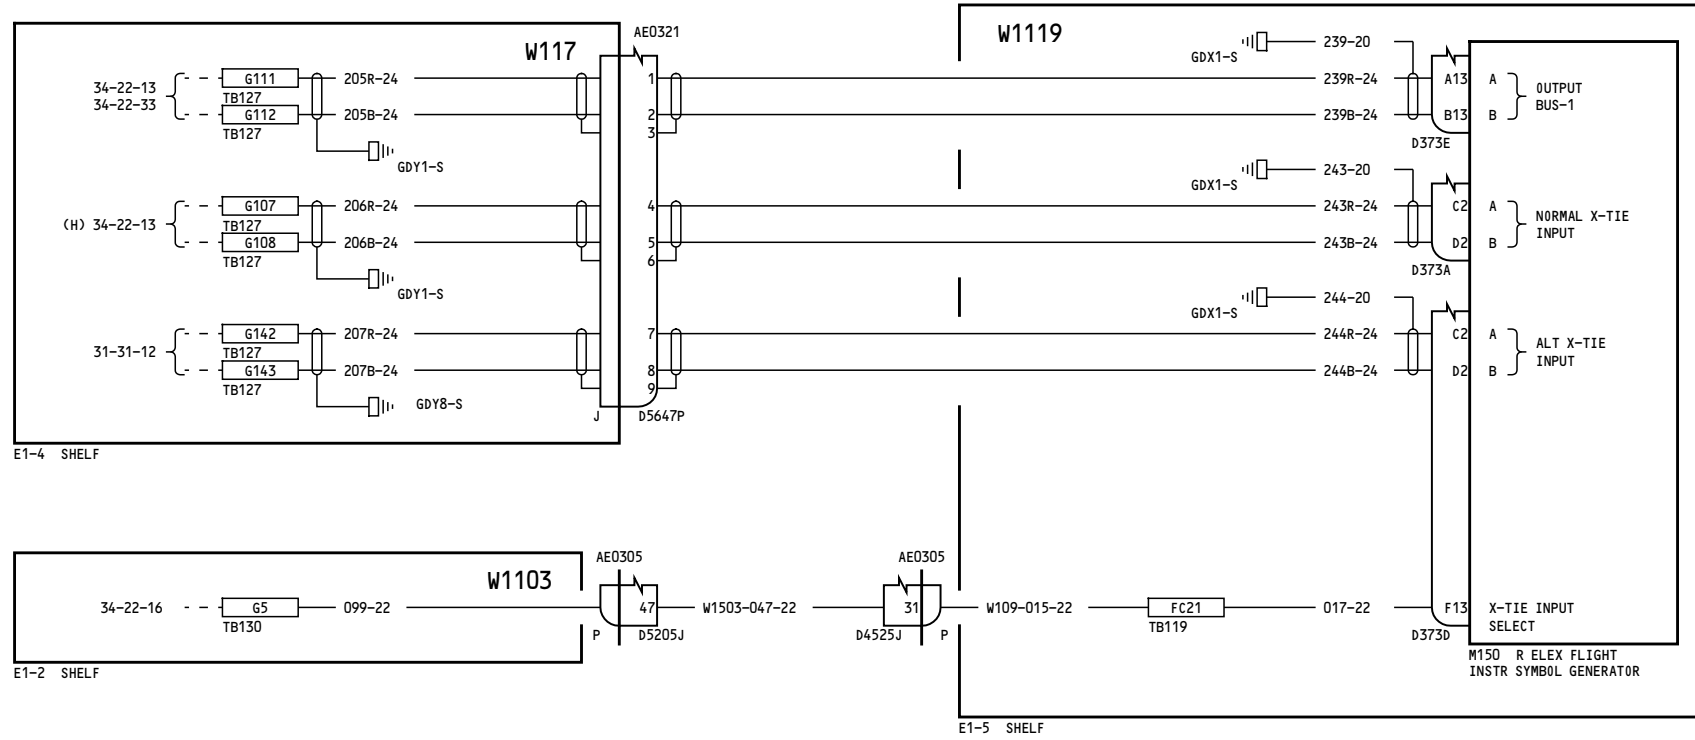 W117
AE0321
W1119
34-22-13
34-22-33
G111
TB127
205R-24
G112
TB127
205B-24
GDY1-S
1
2
3
GDX1-S
239-20
239R-24
A13
A
239B-24
B13
B
OUTPUT
BUS-1
D373E
(H) 34-22-13
G107
TB127
206R-24
G108
TB127
206B-24
GDY1-S
4
5
6
GDX1-S
243-20
243R-24
C2
A
243B-24
D2
B
NORMAL X-TIE
INPUT
D373A
31-31-12
G142
TB127
207R-24
G143
TB127
207B-24
GDY8-S
7
8
9
J
D5647P
GDX1-S
244-20
244R-24
C2
A
244B-24
D2
B
ALT X-TIE
INPUT
E1-4 SHELF
W1103
34-22-16
G5
TB130
099-22
AE0305
47
P
D5205J
W1503-047-22
AE0305
31
D4525J
P
W109-015-22
FC21
TB119
017-22
F13
X-TIE INPUT
SELECT
D373D
M150 R ELEX FLIGHT
INSTR SYMBOL GENERATOR
E1-2 SHELF
E1-5 SHELF